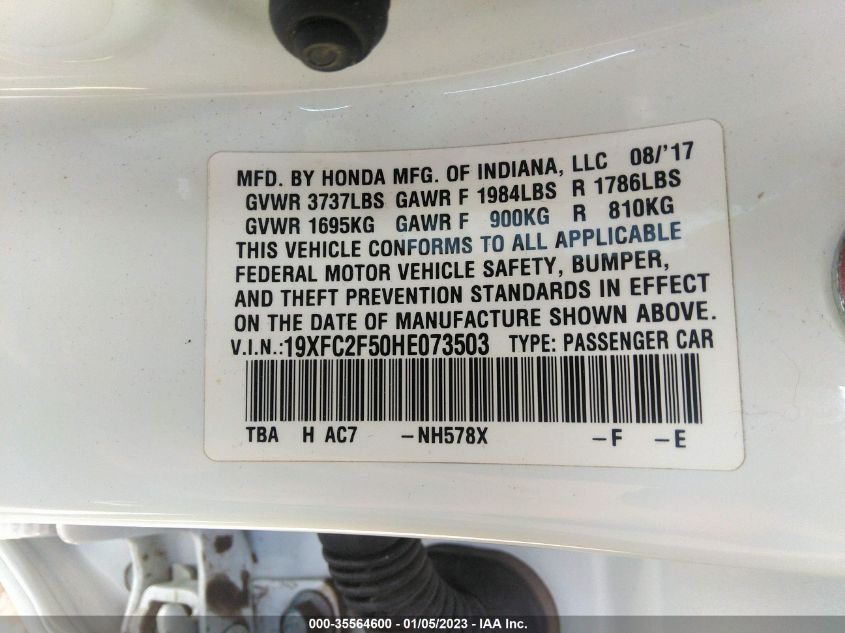 MFD. BY HONDA MFG. OF INDIANA, LLC 08/'17
GVWR 3737LBS GAWR F 1984LBS R 1786LBS
GVWR 1695KG GAWR F 900KG R 810KG
THIS VEHICLE CONFORMS TO ALL APPLICABLE
FEDERAL MOTOR VEHICLE SAFETY, BUMPER,
AND THEFT PREVENTION STANDARDS IN EFFECT
ON THE DATE OF MANUFACTURE SHOWN ABOVE.
V.I.N.:19XFC2F50HE073503 TYPE: PASSENGER CAR
TBA H AC7 -NH578X -F -E
000-35564600 - 01/05/2023 - IAA Inc.